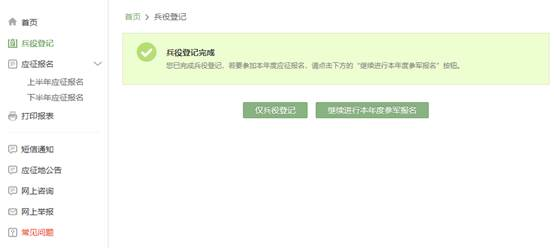 首页
兵役登记
应征报名
上半年应征报名
下半年应征报名
打印报表
短信通知
应征地公告
网上咨询
网上举报
常见问题
首页 > 兵役登记
兵役登记完成
您已完成兵役登记，若要参加本年度应征报名，请点击下方的“继续进行本年度参军报名”按钮。
仅兵役登记 继续进行本年度参军报名